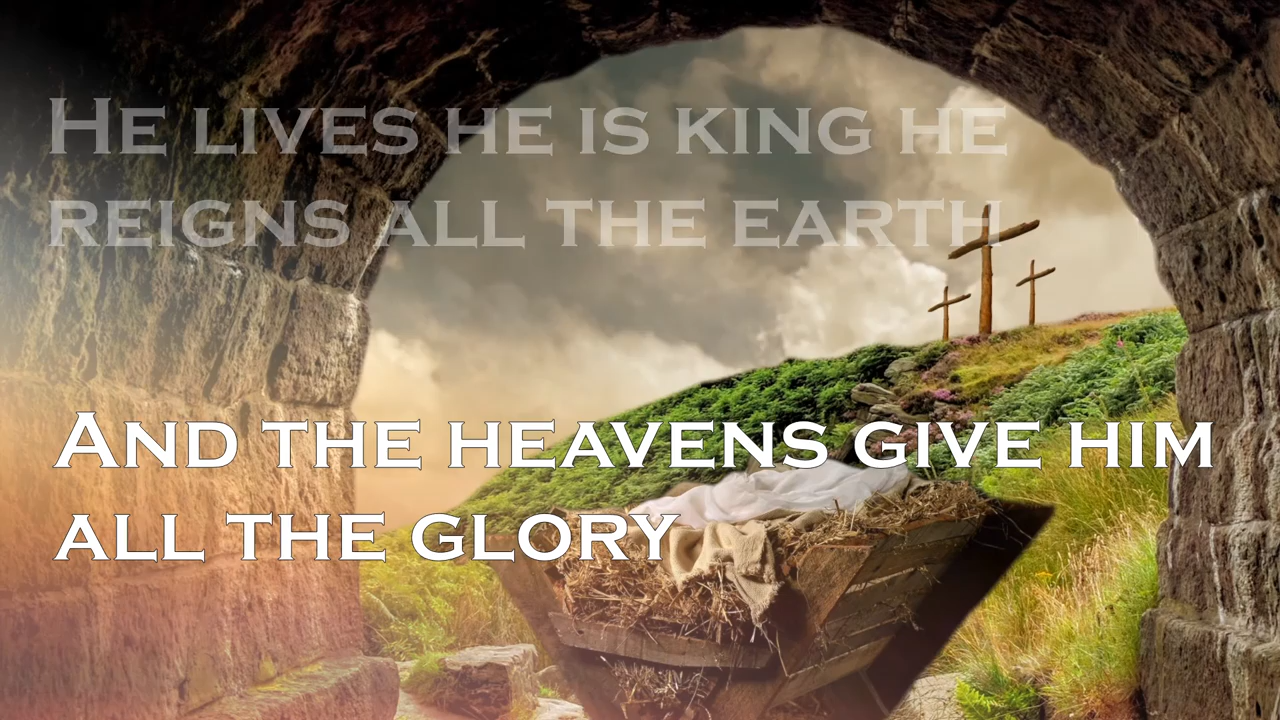 He lives he is king he
reigns all the earth
And the heavens give him
all the glory